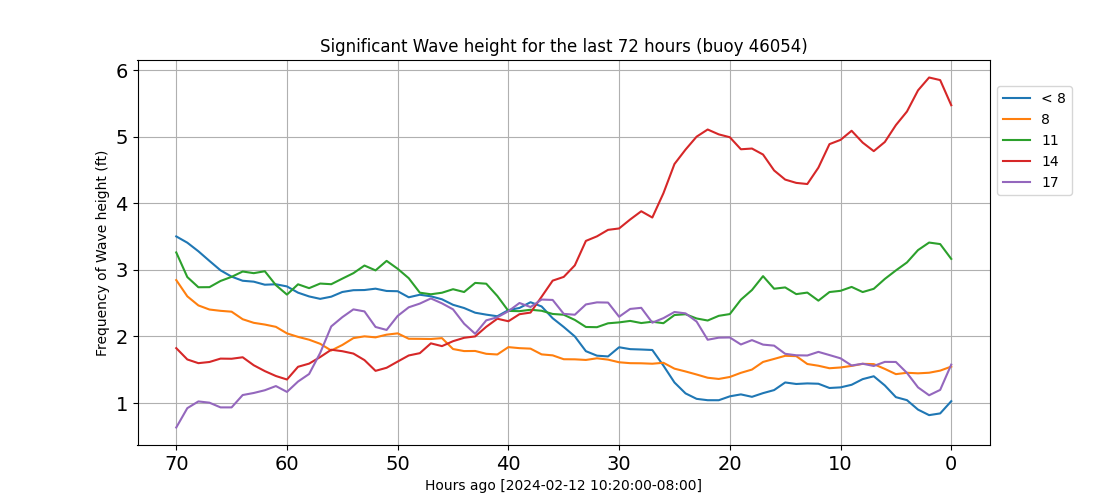 Significant Wave height for the last 72 hours (buoy 46054)
Frequency of Wave height (ft)
6
5
4
3
2
1
70 60 50 40 30 20 10 0
Hours ago [2024-02-12 10:20:00-08:00]
< 8
8
11
14
17